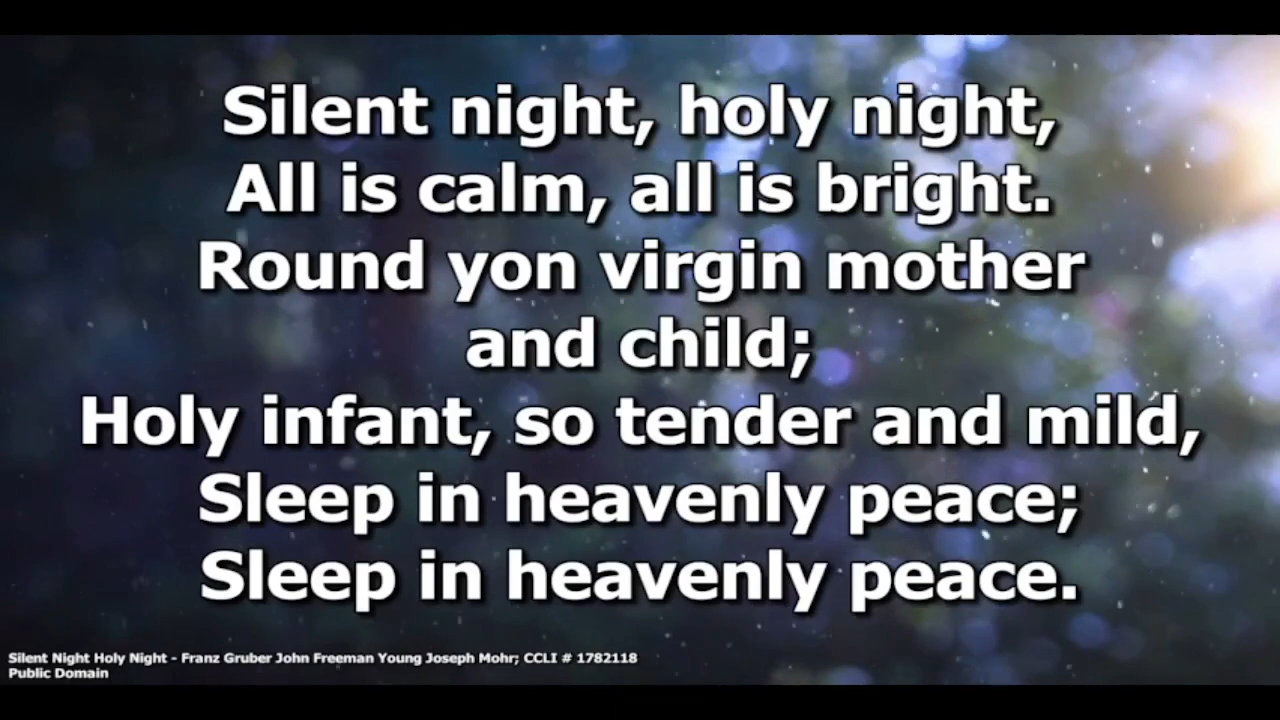 Silent night, holy night,
All is calm, all is bright.
Round yon virgin mother
and child;
Holy infant, so tender and mild,
Sleep in heavenly peace;
Sleep in heavenly peace.
Silent Night Holy Night - Franz Gruber John Freeman Young Joseph Mohr; CCLI # 1782118
Public Domain